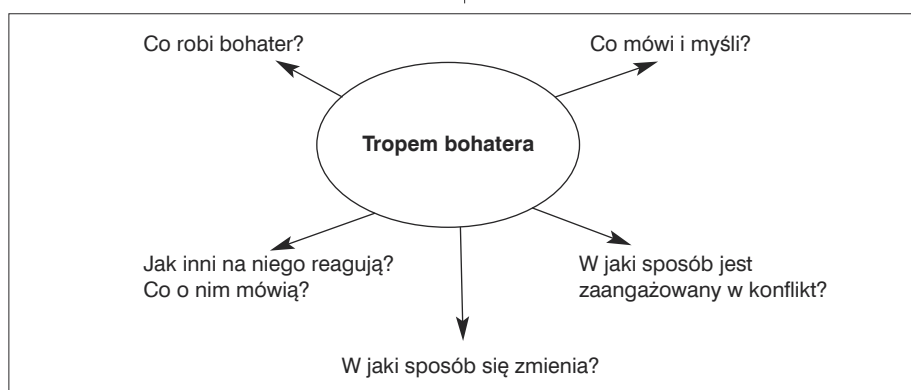 Co robi bohater?
Co mówi i myśli?
Tropem bohatera
Jak inni na niego reagują?
Co o nim mówią?
W jaki sposób jest
zaangażowany w konflikt?
W jaki sposób się zmienia?